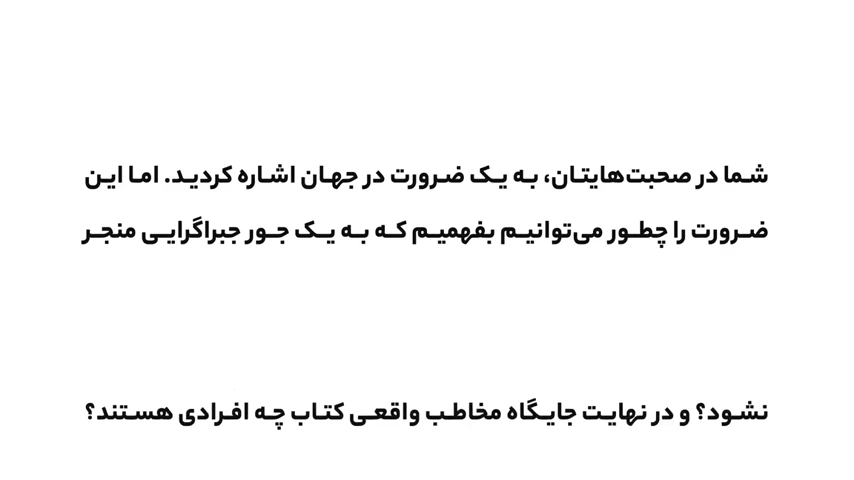 شما در صحبت‌هایتان، به یک ضرورت در جهان اشاره کردید. اما این
ضرورت را چطور می‌توانیم بفهمیم که به یک جور جبراگرایی منجر
نشود؟ و در نهایت جایگاه مخاطب واقعی کتاب چه افرادی هستند؟